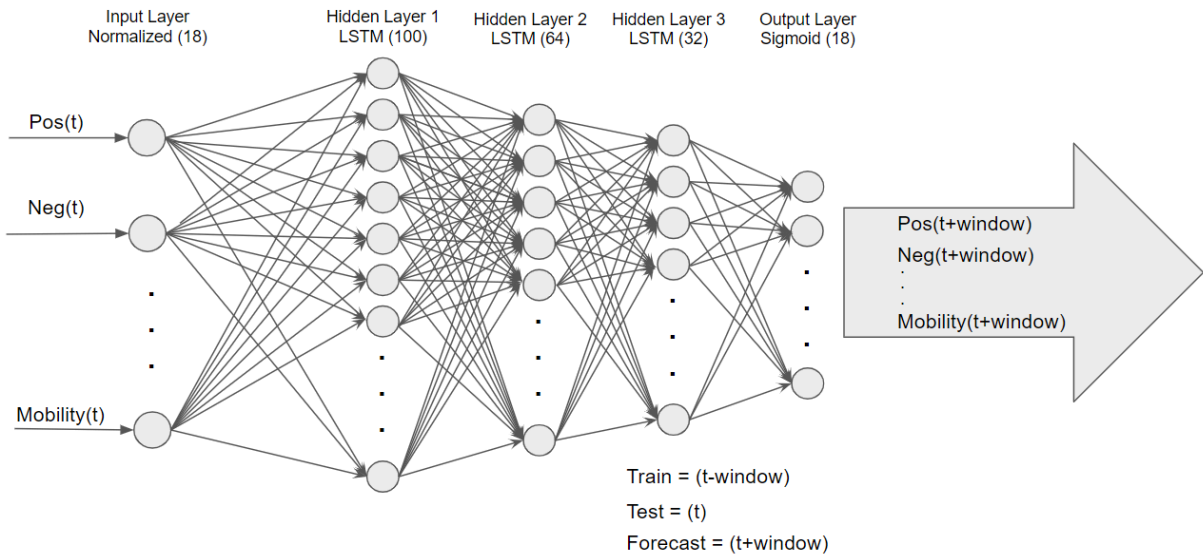 Input Layer
Normalized (18)
Hidden Layer 1
LSTM (100)
Hidden Layer 2
LSTM (64)
Hidden Layer 3
LSTM (32)
Output Layer
Sigmoid (18)
Pos(t)
Neg(t)
Mobility(t)
Pos(t+window)
Neg(t+window)
.
.
Mobility(t+window)
Train = (t-window)
Test = (t)
Forecast = (t+window)